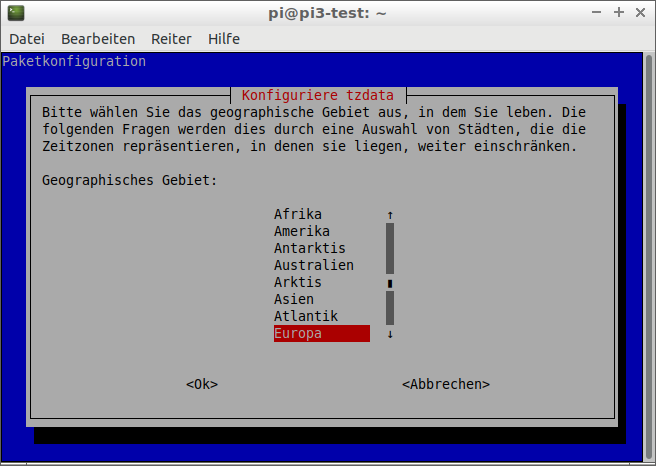 pi@pi3-test: ~
Datei Bearbeiten Reiter Hilfe
Paketkonfiguration
Konfiguriere tzdata
Bitte wählen Sie das geographische Gebiet aus, in dem Sie leben. Die
folgenden Fragen werden dies durch eine Auswahl von Städten, die die
Zeitzonen repräsentieren, in denen sie liegen, weiter einschränken.
Geographisches Gebiet:
Afrika ↑
Amerika
Antarktis
Australien
Arktis
Asien
Atlantik
Europa ↓
<Ok> <Abbrechen>